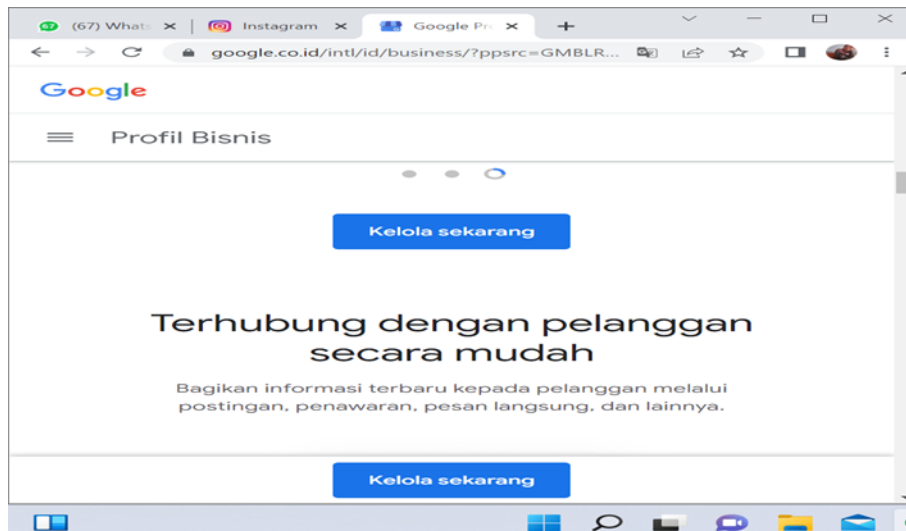 (67) Whats
Instagram
Google Pr
google.co.id/intl/id/business/?ppsrc=GMBLR...
Google
Profil Bisnis
Kelola sekarang
Terhubung dengan pelanggan
secara mudah
Bagikan informasi terbaru kepada pelanggan melalui
postingan, penawaran, pesan langsung, dan lainnya.
Kelola sekarang